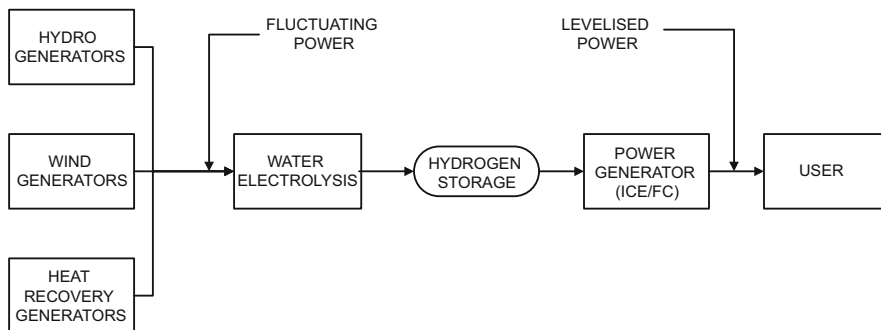 HYDRO
GENERATORS
FLUCTUATING
POWER
LEVELISED
POWER
WIND
GENERATORS
WATER
ELECTROLYSIS
HYDROGEN
STORAGE
POWER
GENERATOR
(ICE/FC)
USER
HEAT
RECOVERY
GENERATORS